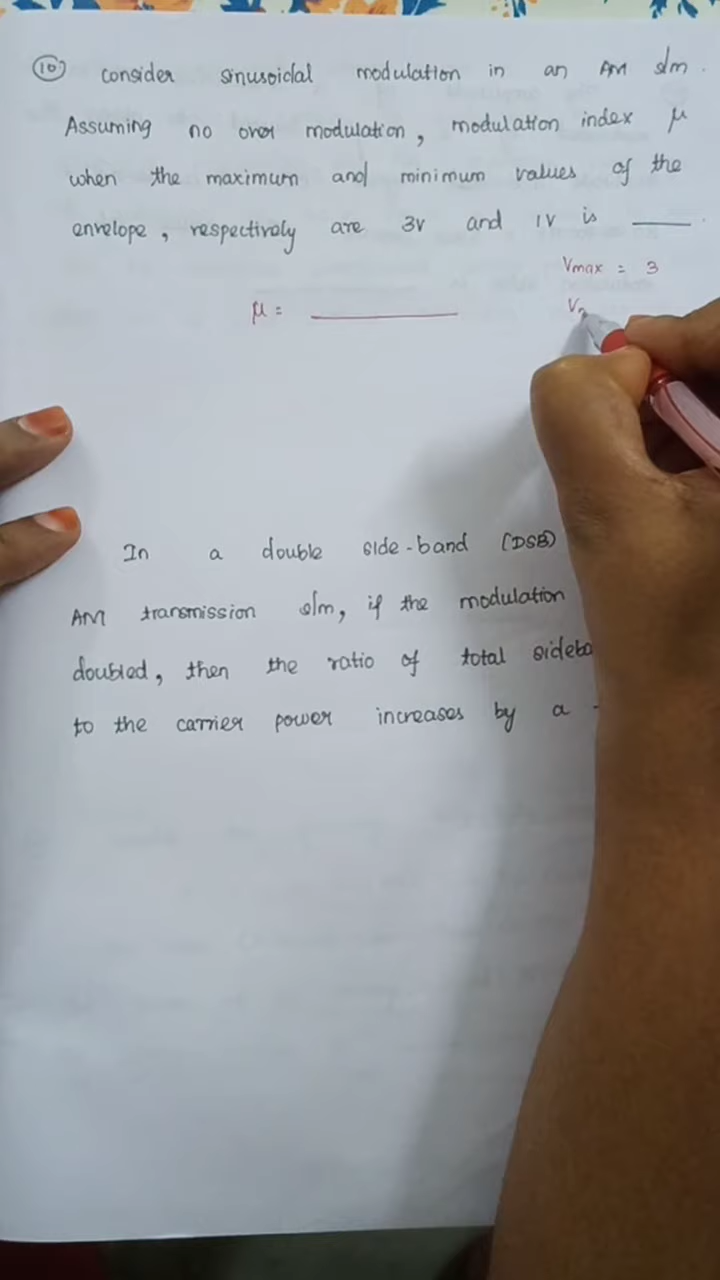 10) consider sinusoidal modulation in an AM s/m.
Assuming no over modulation, modulation index μ
when the maximum and minimum values of the
envelope, respectively are 3V and 1V is ____.
Vmax = 3
μ = ____
V
In a double side-band (DSB)
AM transmission s/m, if the modulation
doubled, then the ratio of total
to the carrier power increases by a